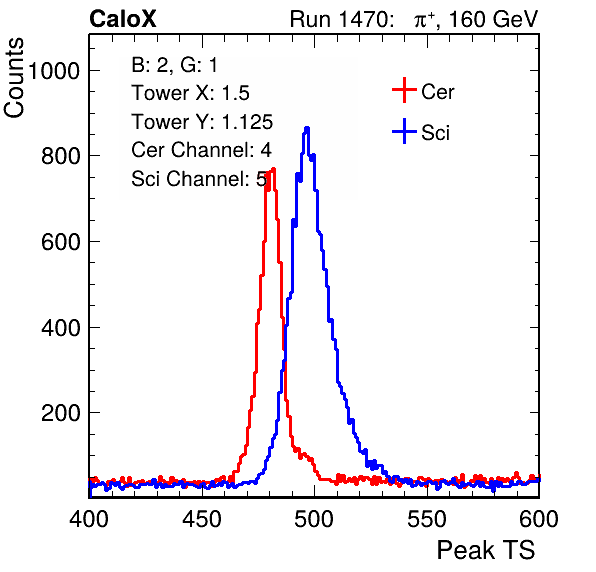 CaloX Run 1470: π⁺, 160 GeV
Counts
B: 2, G: 1
Tower X: 1.5
Tower Y: 1.125
Cer Channel: 4
Sci Channel: 5
Cer
Sci
1000
800
600
400
200
400 450 500 550 600
Peak TS